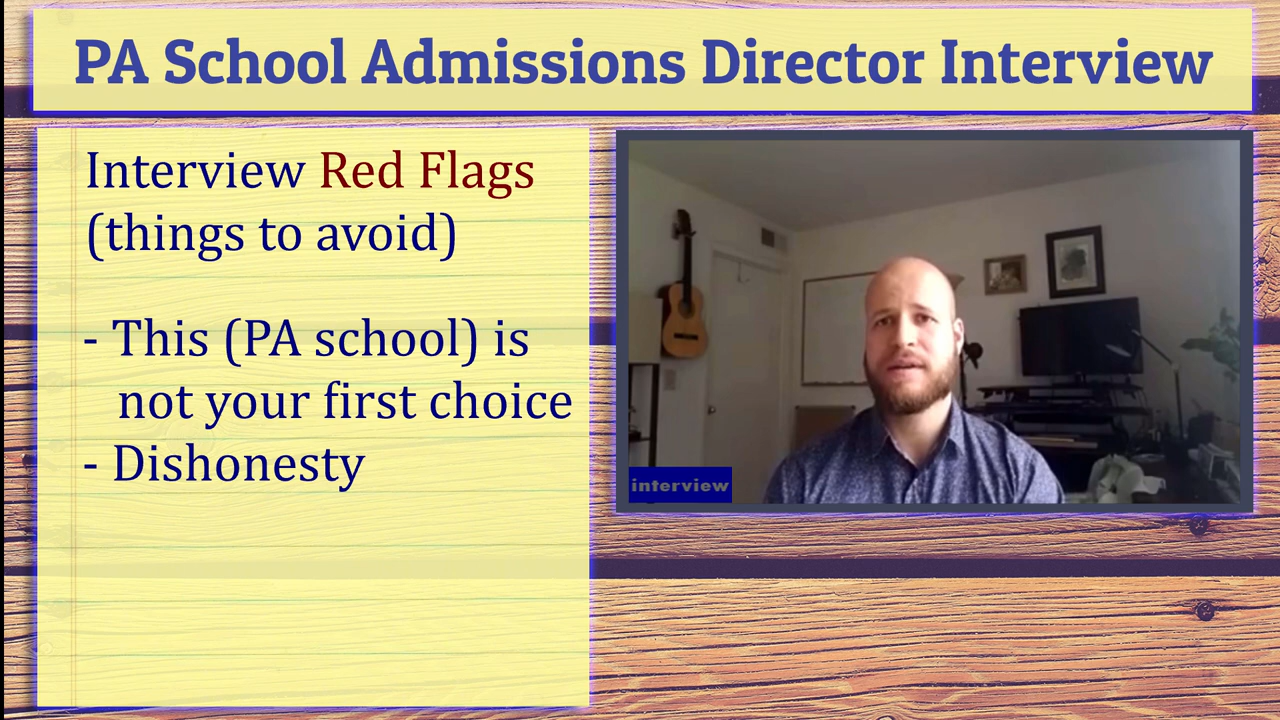 PA School Admissions Director Interview
Interview Red Flags
(things to avoid)
- This (PA school) is
not your first choice
- Dishonesty
interview